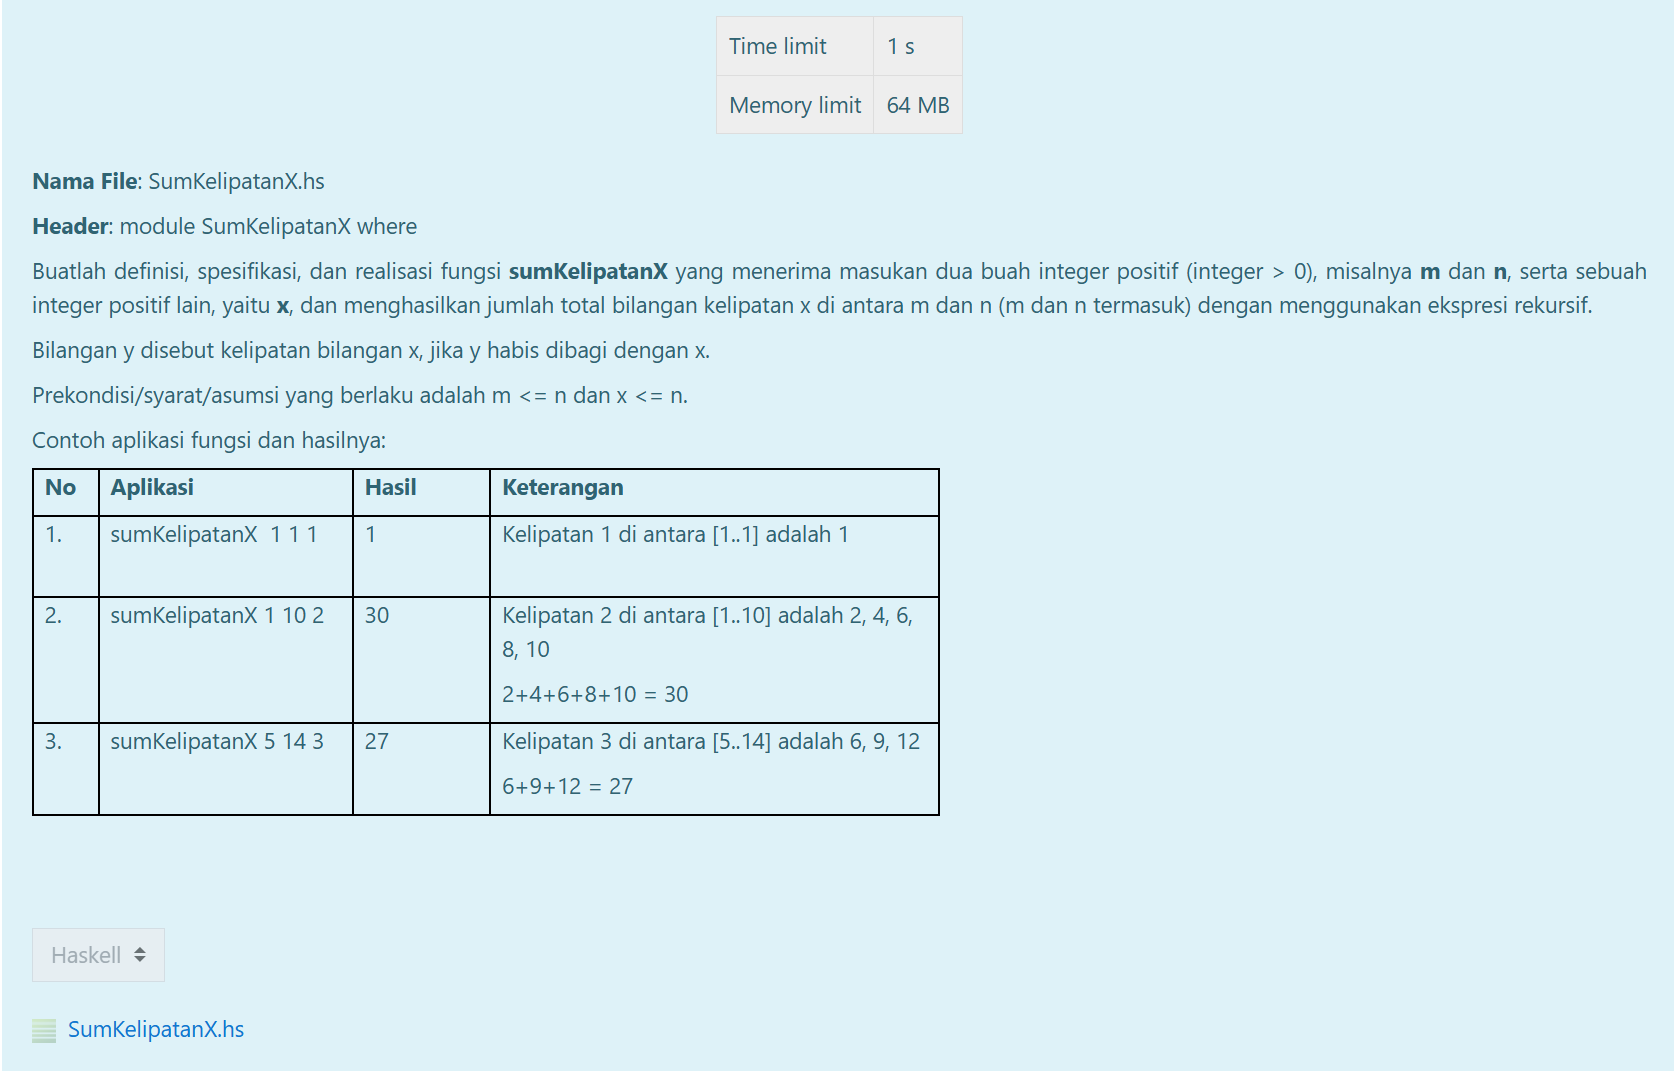 Time limit 1 s
Memory limit 64 MB
Nama File: SumKelipatanX.hs
Header: module SumKelipatanX where
Buatlah definisi, spesifikasi, dan realisasi fungsi sumKelipatanX yang menerima masukan dua buah integer positif (integer > 0), misalnya m dan n, serta sebuah
integer positif lain, yaitu x, dan menghasilkan jumlah total bilangan kelipatan x di antara m dan n (m dan n termasuk) dengan menggunakan ekspresi rekursif.
Bilangan y disebut kelipatan bilangan x, jika y habis dibagi dengan x.
Prekondisi/syarat/asumsi yang berlaku adalah m <= n dan x <= n.
Contoh aplikasi fungsi dan hasilnya:
No Aplikasi Hasil Keterangan
1. sumKelipatanX 1 1 1 1 Kelipatan 1 di antara [1..1] adalah 1
2. sumKelipatanX 1 10 2 30 Kelipatan 2 di antara [1..10] adalah 2, 4, 6,
8, 10
2+4+6+8+10 = 30
3. sumKelipatanX 5 14 3 27 Kelipatan 3 di antara [5..14] adalah 6, 9, 12
6+9+12 = 27
Haskell
SumKelipatanX.hs